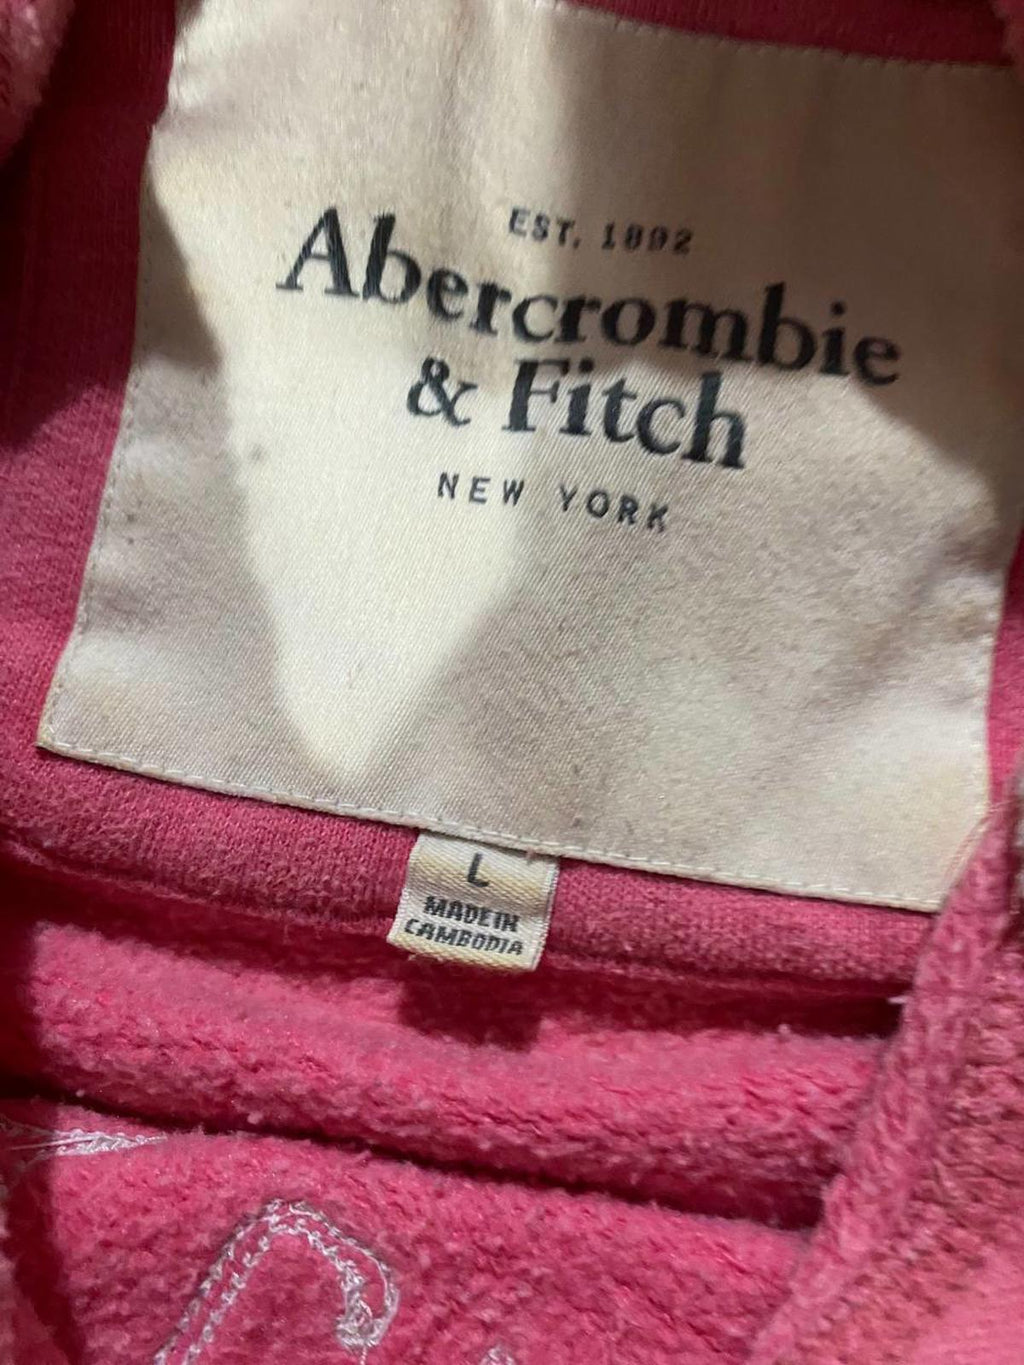 EST. 1892
Abercrombie
& Fitch
NEW YORK
L
MADE IN
CAMBODIA